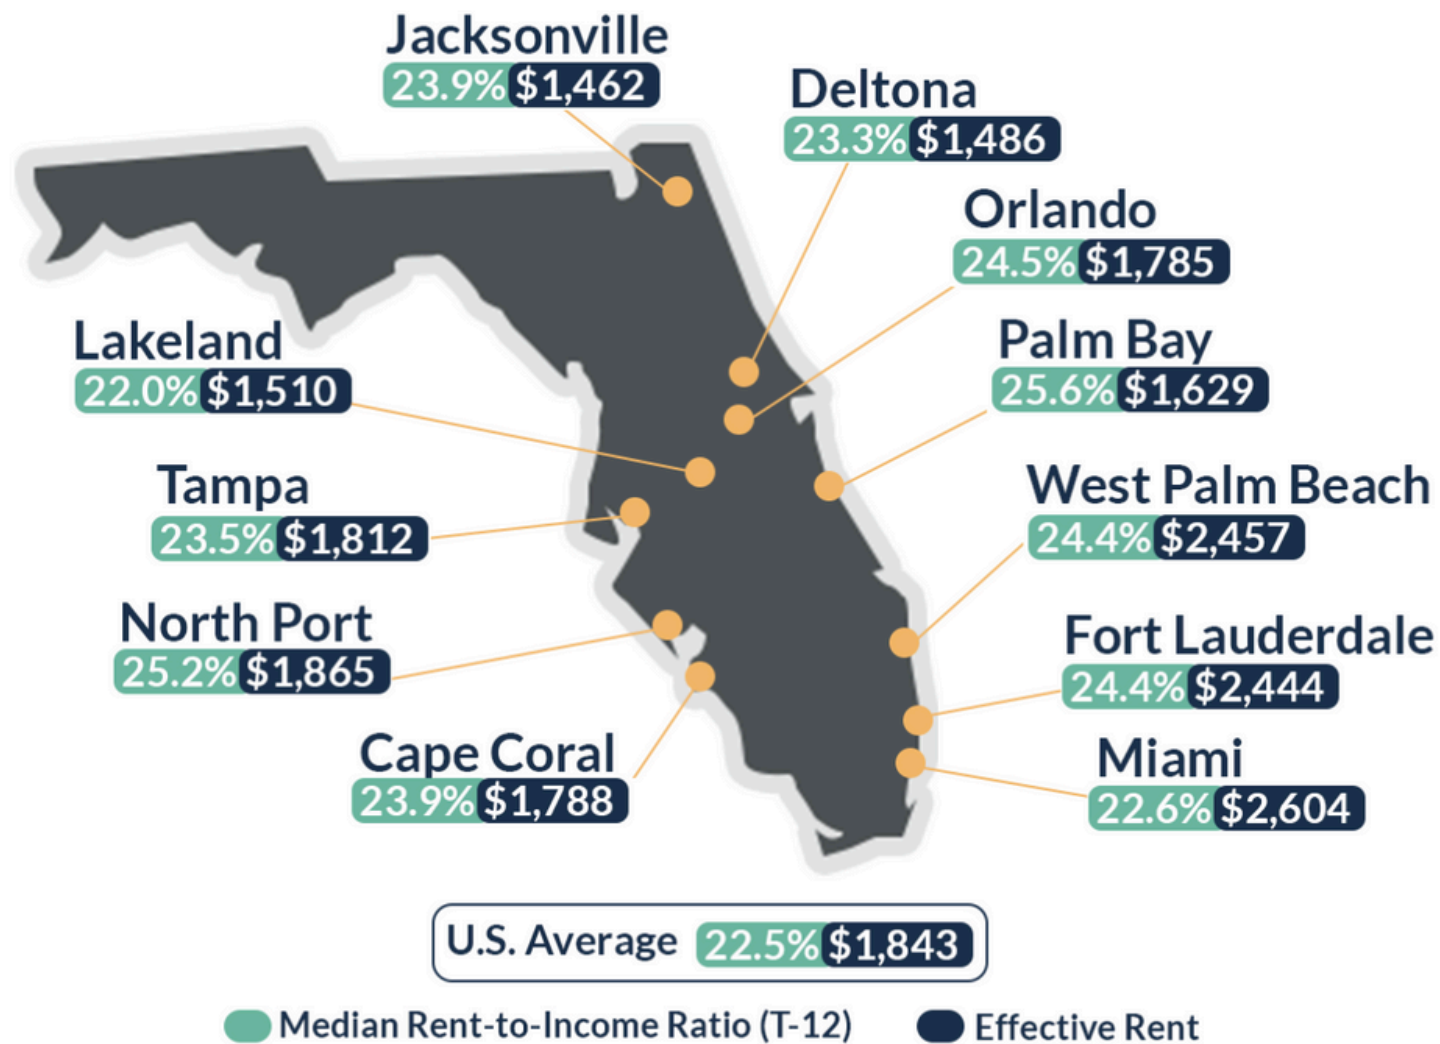 Jacksonville
23.9% $1,462
Deltona
23.3% $1,486
Orlando
24.5% $1,785
Lakeland
22.0% $1,510
Palm Bay
25.6% $1,629
Tampa
23.5% $1,812
West Palm Beach
24.4% $2,457
North Port
25.2% $1,865
Fort Lauderdale
24.4% $2,444
Cape Coral
23.9% $1,788
Miami
22.6% $2,604
U.S. Average 22.5% $1,843
Median Rent-to-Income Ratio (T-12) Effective Rent